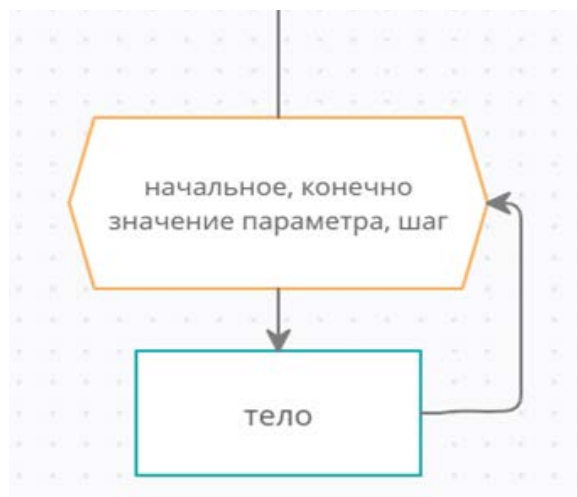 начальное, конечно
значение параметра, шаг
тело